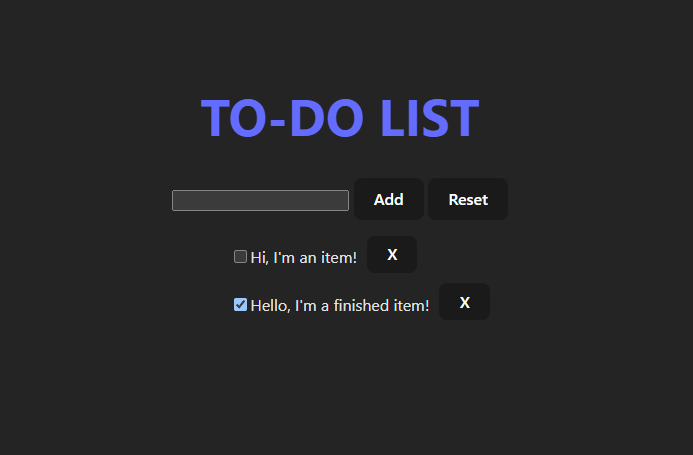 TO-DO LIST
Add Reset
Hi, I'm an item! X
Hello, I'm a finished item! X